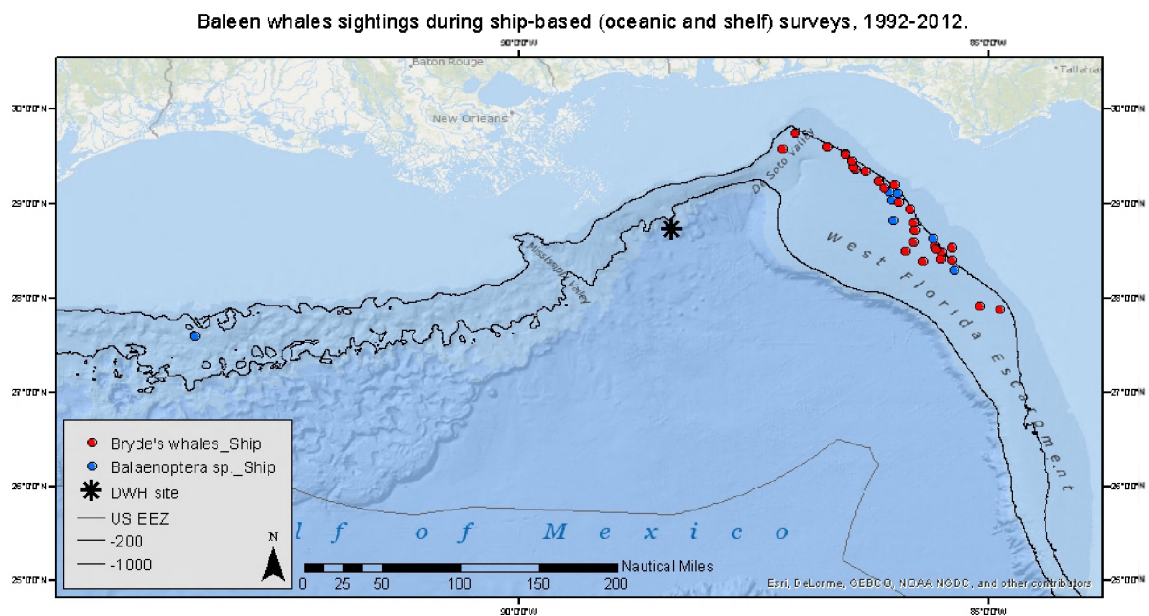 Baleen whales sightings during ship-based (oceanic and shelf) surveys, 1992-2012.
90°0'0"W 85°0'0"W
Baton Rouge
Tallahas
30°0'0"N 30°0'0"N
New Orleans
De Soto Valley
29°0'0"N 29°0'0"N
Mississippi Valley
West Florida Escarpment
28°0'0"N 28°0'0"N
27°0'0"N 27°0'0"N
Bryde's whales_Ship
Balaenoptera sp._Ship
DWH site
US EEZ
-200
-1000
N
26°0'0"N 26°0'0"N
lf of Mexico
Nautical Miles
0 25 50 100 150 200
25°0'0"N 25°0'0"N
Esri, DeLorme, GEBCO, NOAA NGDC, and other contributors
90°0'0"W 85°0'0"W